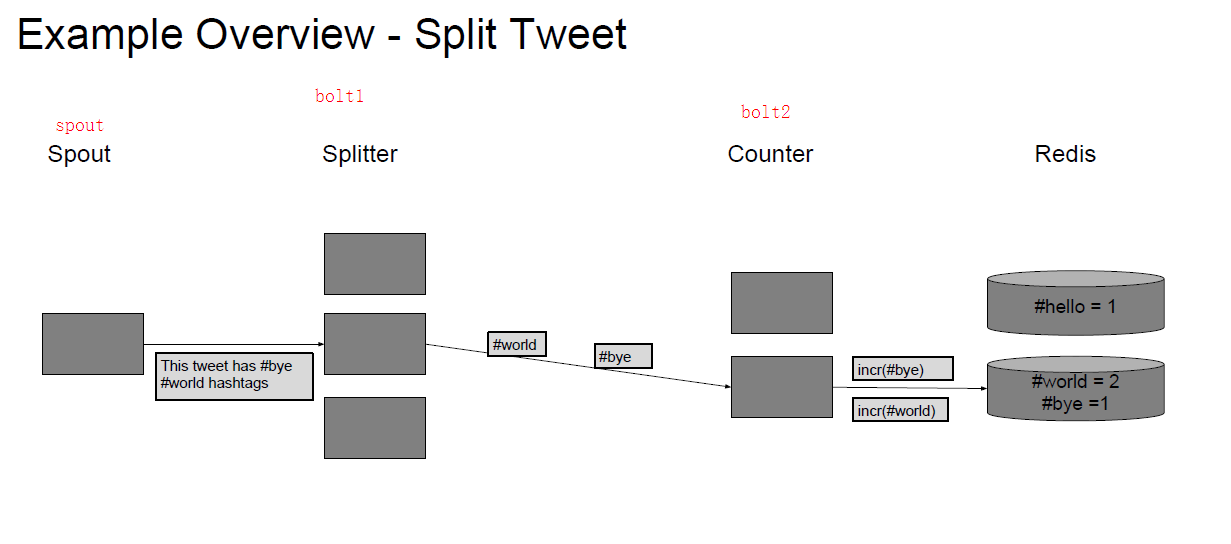 Example Overview - Split Tweet
bolt1
bolt2
spout
Spout
Splitter
Counter
Redis
#hello = 1
#world
#bye
This tweet has #bye
#world hashtags
incr(#bye)
incr(#world)
#world = 2
#bye =1